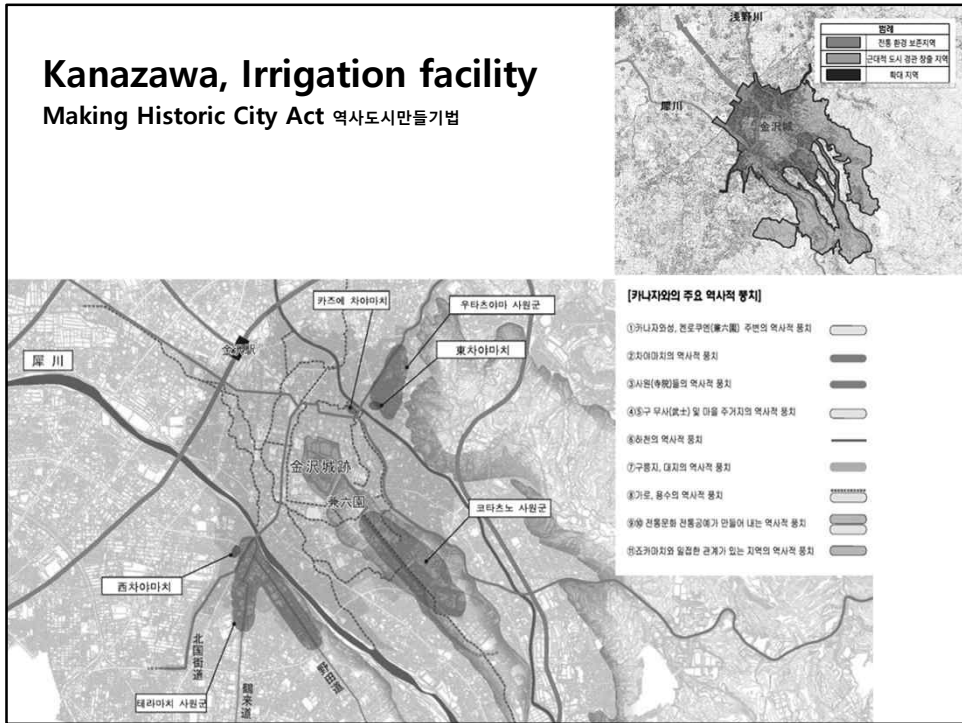 Kanazawa, Irrigation facility
Making Historic City Act 역사도시만들기법
浅野川
犀川
金沢城
범례
전통 환경 보존지역
근대적 도시 경관 창출 지역
확대 지역
카즈에 차야마치
우타츠야마 사원군
東차야마치
金沢駅
犀 川
金沢城跡
兼六園
코타츠노 사원군
西차야마치
테라마치 사원군
北国街道
鶴来道
野田道
[카나자와의 주요 역사적 풍치]
①카나자와성, 겐로쿠엔(兼六園) 주변의 역사적 풍치
②차야마치의 역사적 풍치
③사원(寺院)들의 역사적 풍치
④⑤구 무사(武士) 및 마을 주거지의 역사적 풍치
⑥하천의 역사적 풍치
⑦구릉지, 대지의 역사적 풍치
⑧가로, 용수의 역사적 풍치
⑨⑩ 전통문화 전통공예가 만들어 내는 역사적 풍치
⑪죠카마치와 밀접한 관계가 있는 지역의 역사적 풍치